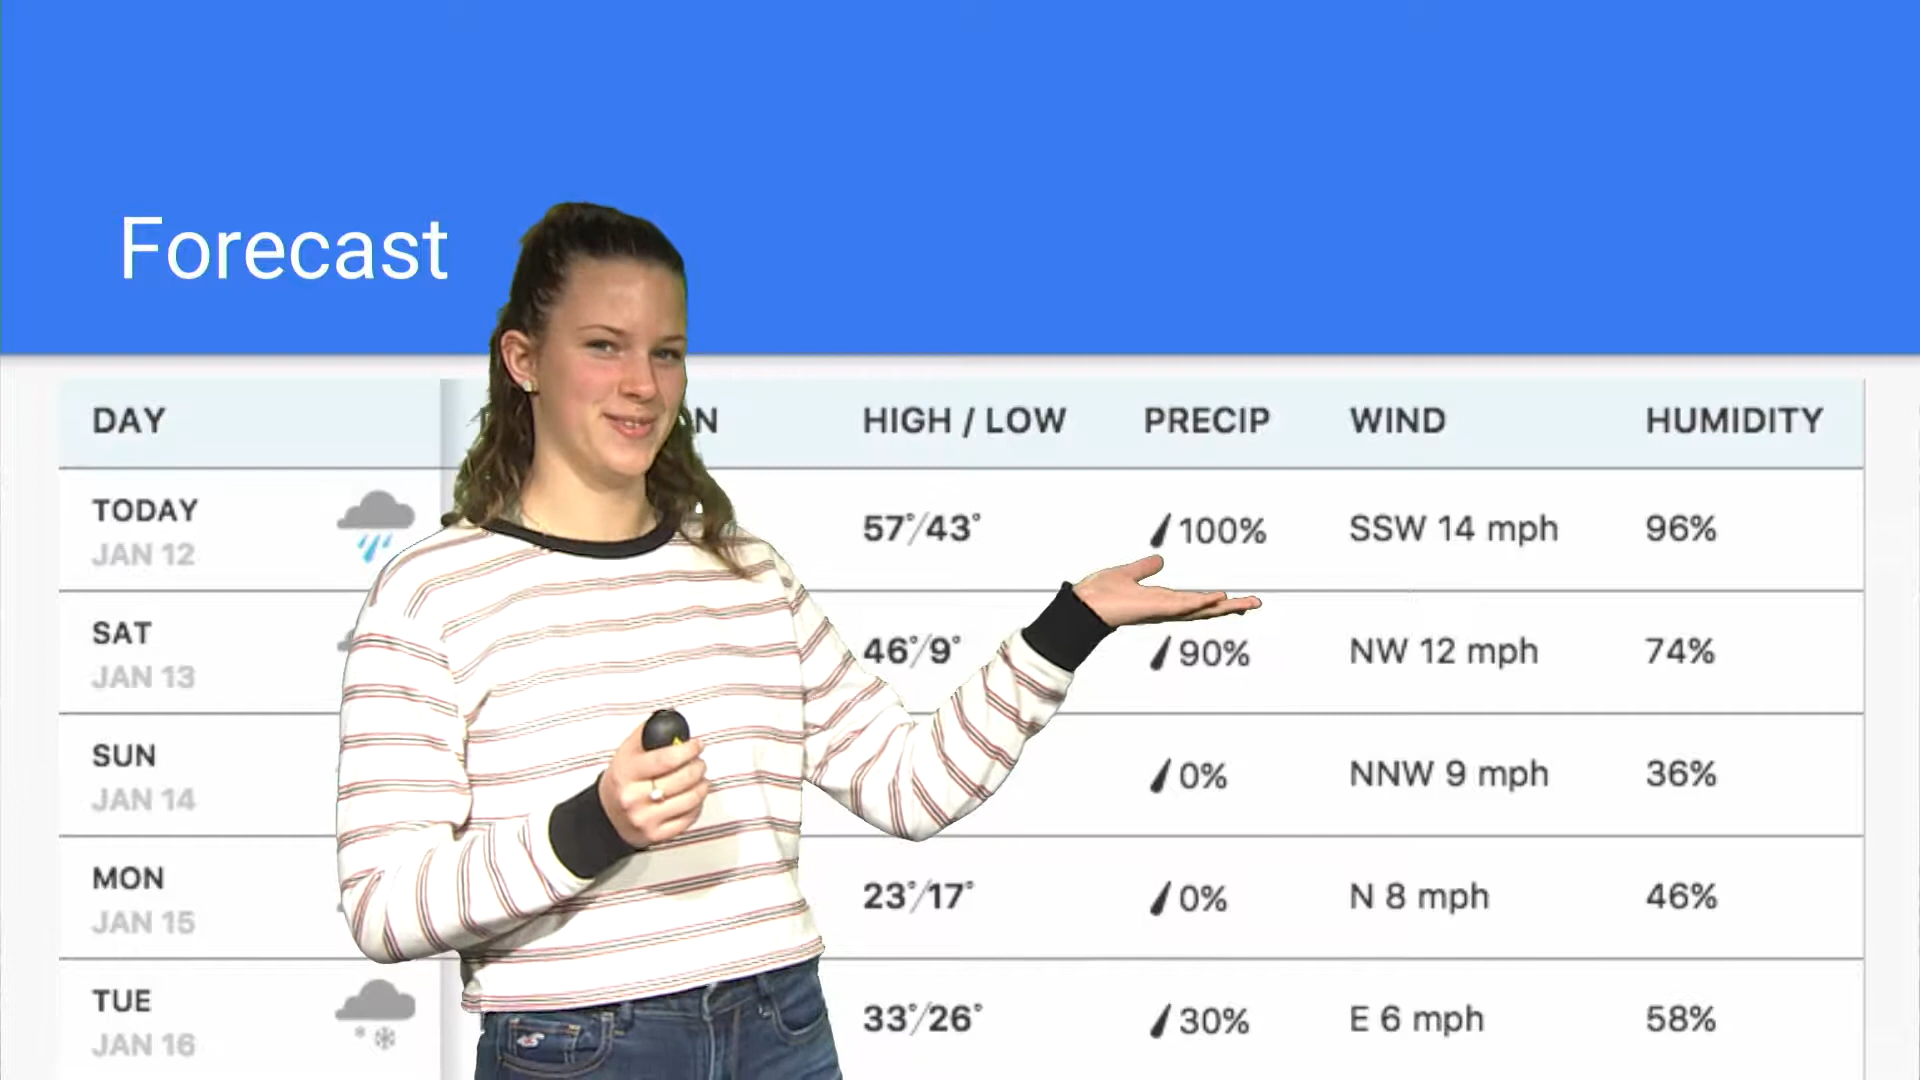 Forecast
DAY N HIGH / LOW PRECIP WIND HUMIDITY
TODAY
JAN 12
57°/43° 100% SSW 14 mph 96%
SAT
JAN 13
46°/9° 90% NW 12 mph 74%
SUN
JAN 14
0% NNW 9 mph 36%
MON
JAN 15
23°/17° 0% N 8 mph 46%
TUE
JAN 16
33°/26° 30% E 6 mph 58%